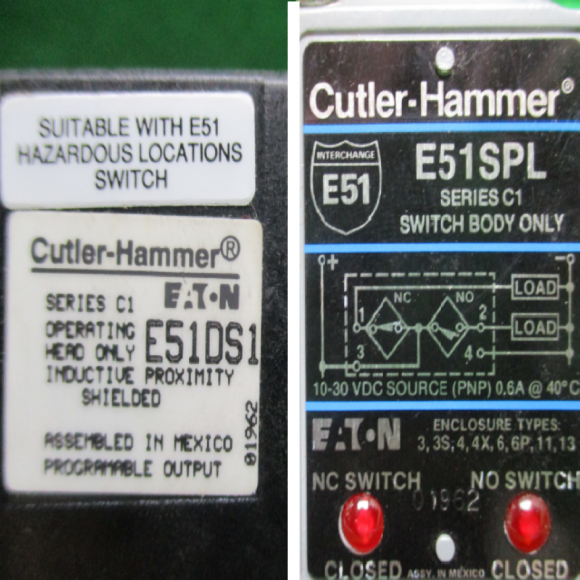 SUITABLE WITH E51
HAZARDOUS LOCATIONS
SWITCH
Cutler-Hammer®
SERIES C1 EAT•N
OPERATING
HEAD ONLY E51DS1
INDUCTIVE PROXIMITY
SHIELDED
01962
ASSEMBLED IN MEXICO
PROGRAMABLE OUTPUT
Cutler-Hammer®
INTERCHANGE
E51
E51SPL
SERIES C1
SWITCH BODY ONLY
+ −
NC NO LOAD
1 2 LOAD
3 4
10-30 VDC SOURCE (PNP) 0.6A @ 40°C
EAT•N ENCLOSURE TYPES:
3, 3S, 4, 4X, 6, 6P, 11, 13
NC SWITCH NO SWITCH
01962
CLOSED ASSY. IN MEXICO CLOSED